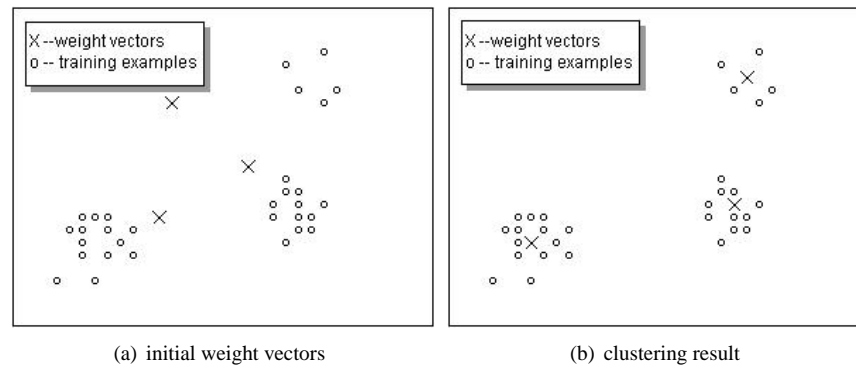 X --weight vectors
o -- training examples
X --weight vectors
o -- training examples
(a) initial weight vectors
(b) clustering result